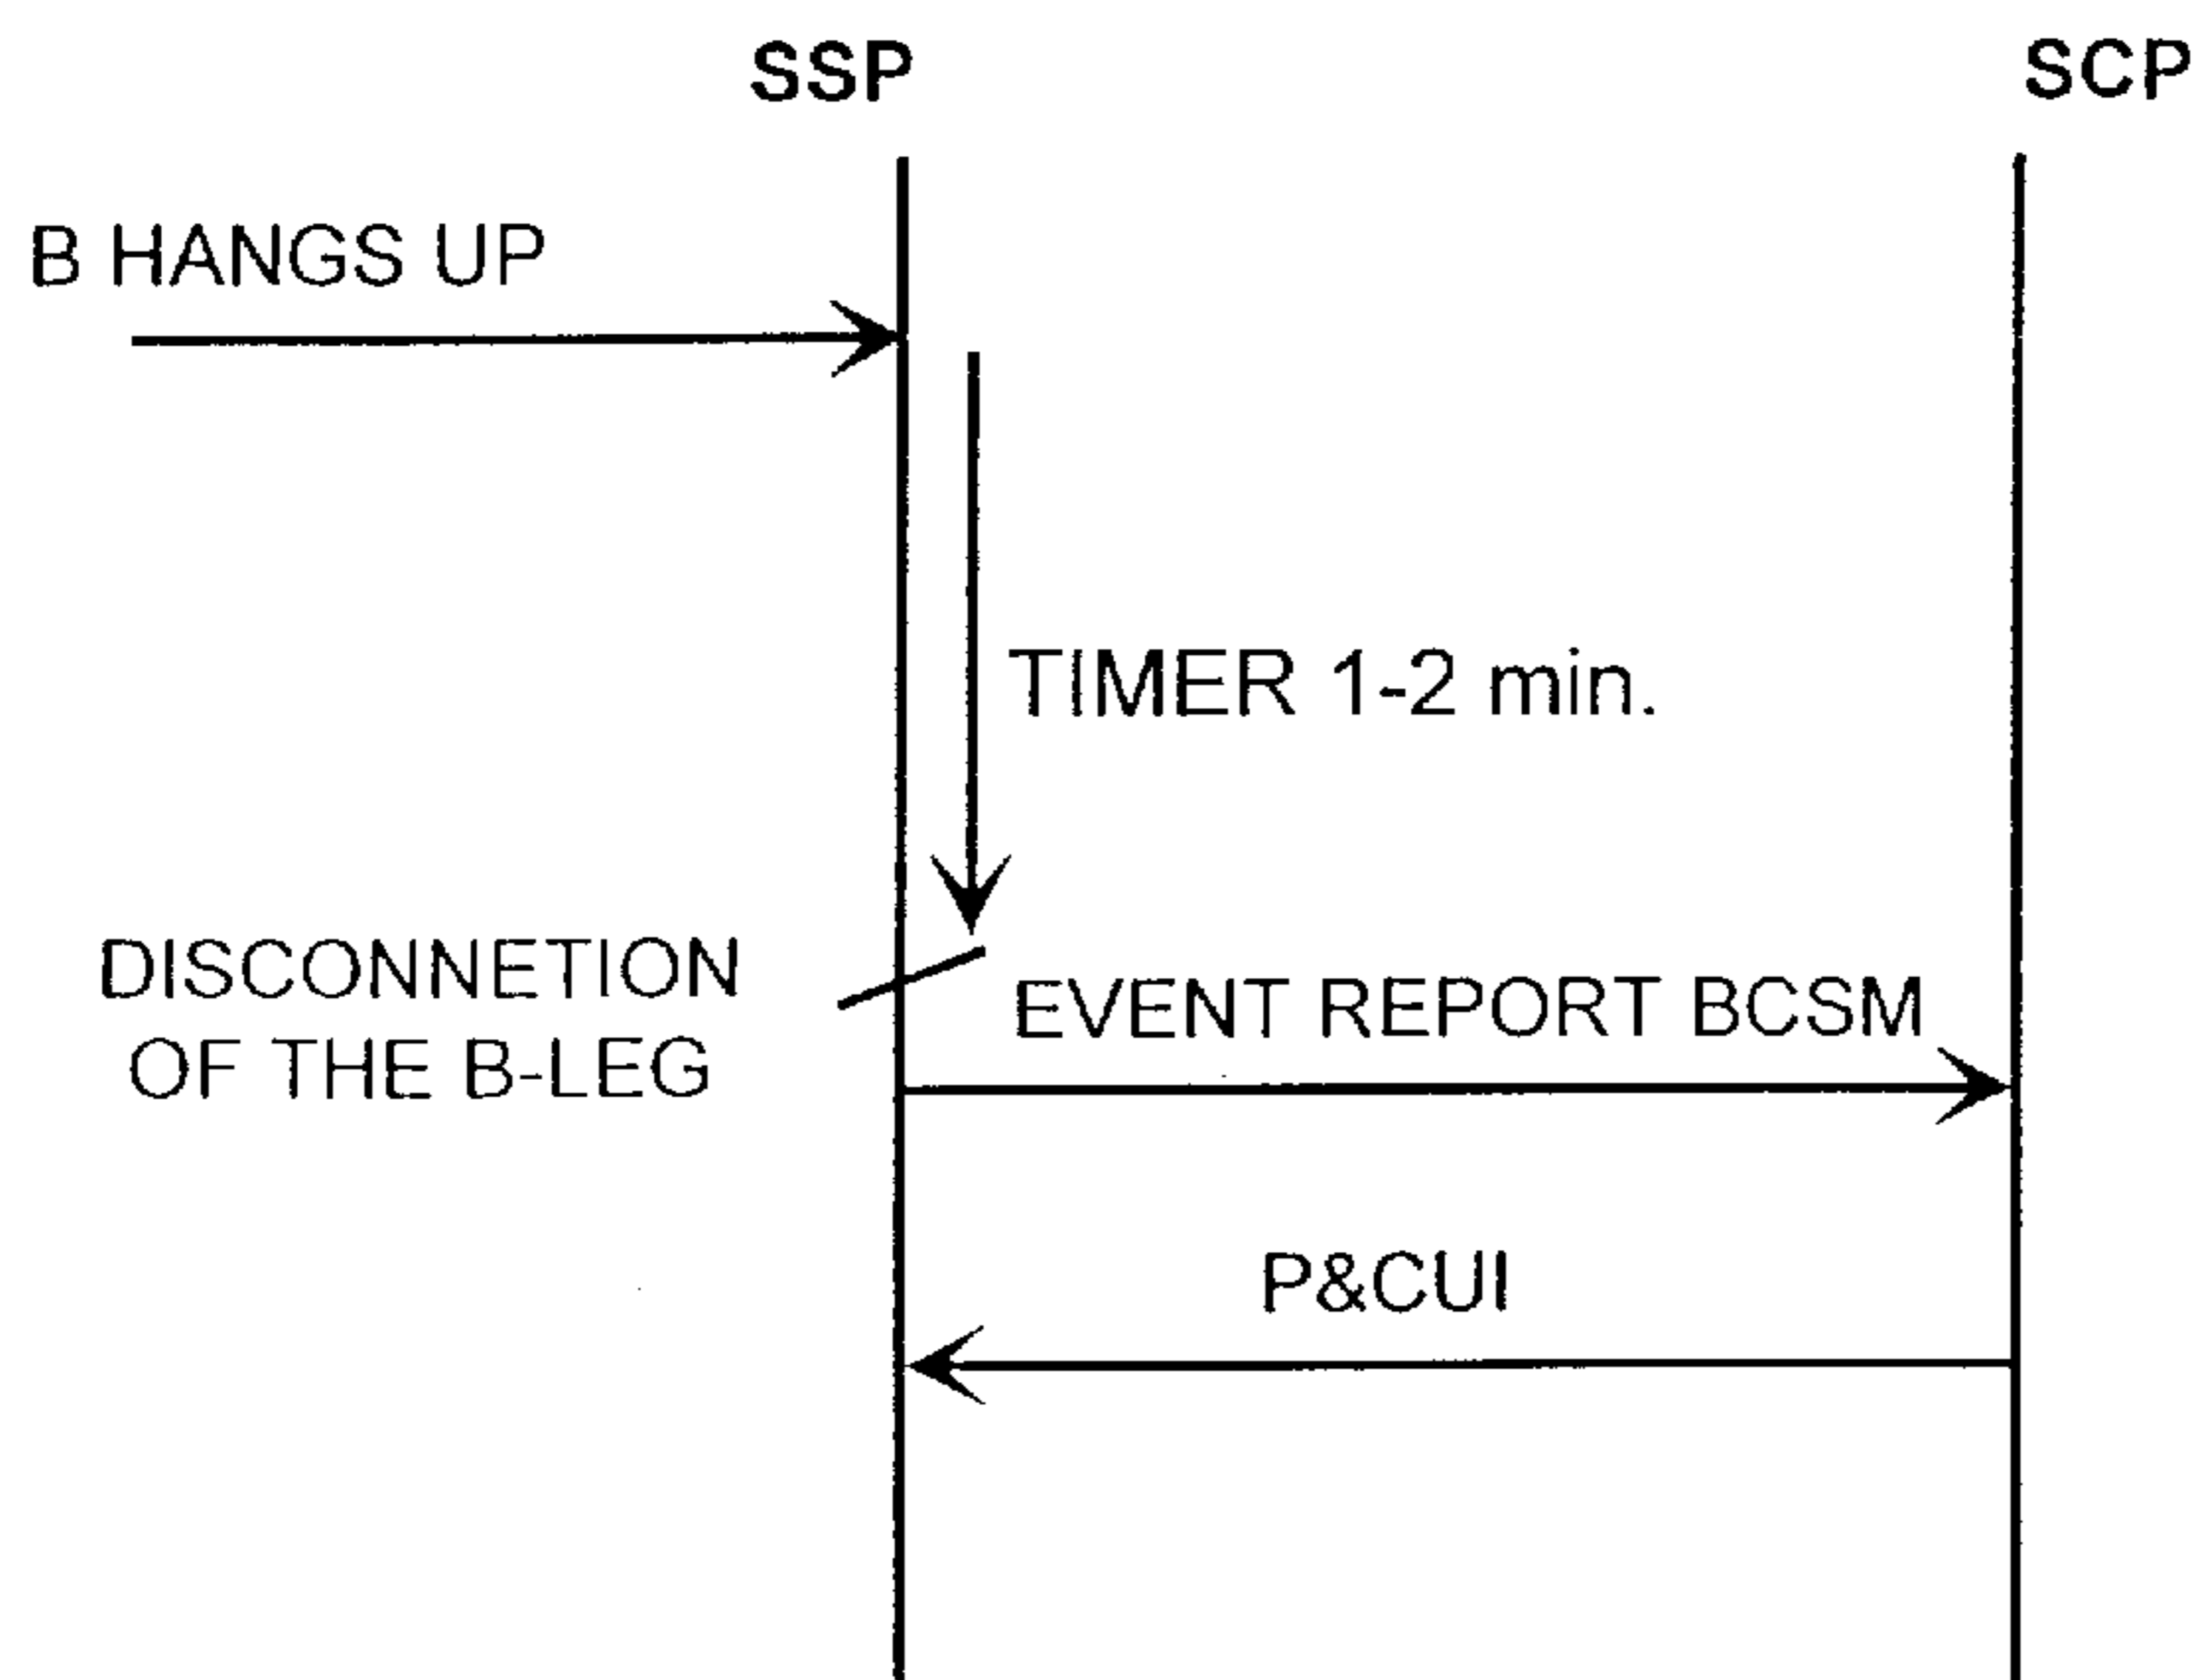 SSP
SCP
B HANGS UP
TIMER 1-2 min.
DISCONNETION
OF THE B-LEG
EVENT REPORT BCSM
P&CUI